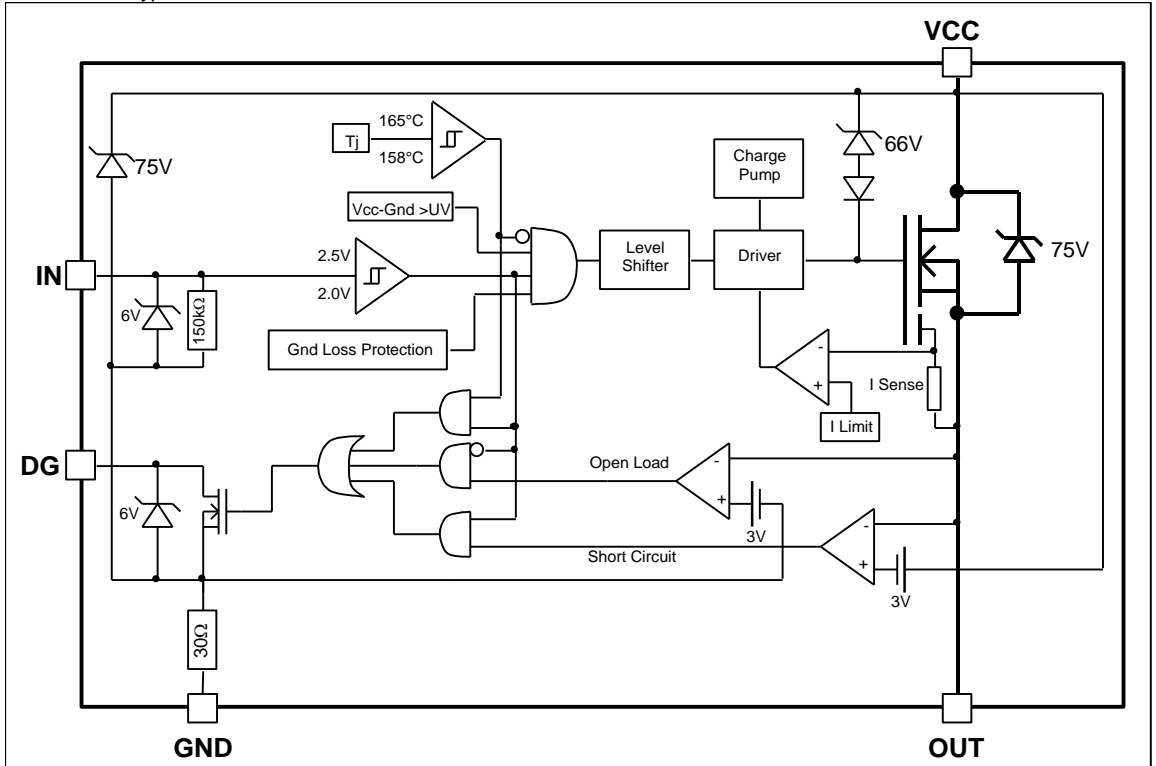 VCC
165°C
Tj
158°C
75V
66V
Charge
Pump
Vcc-Gnd >UV
Level
Shifter
Driver
75V
2.5V
IN
2.0V
6V
150kΩ
Gnd Loss Protection
-
+
I Sense
I Limit
DG
Open Load
-
6V
+
3V
-
Short Circuit
+
3V
30Ω
GND
OUT